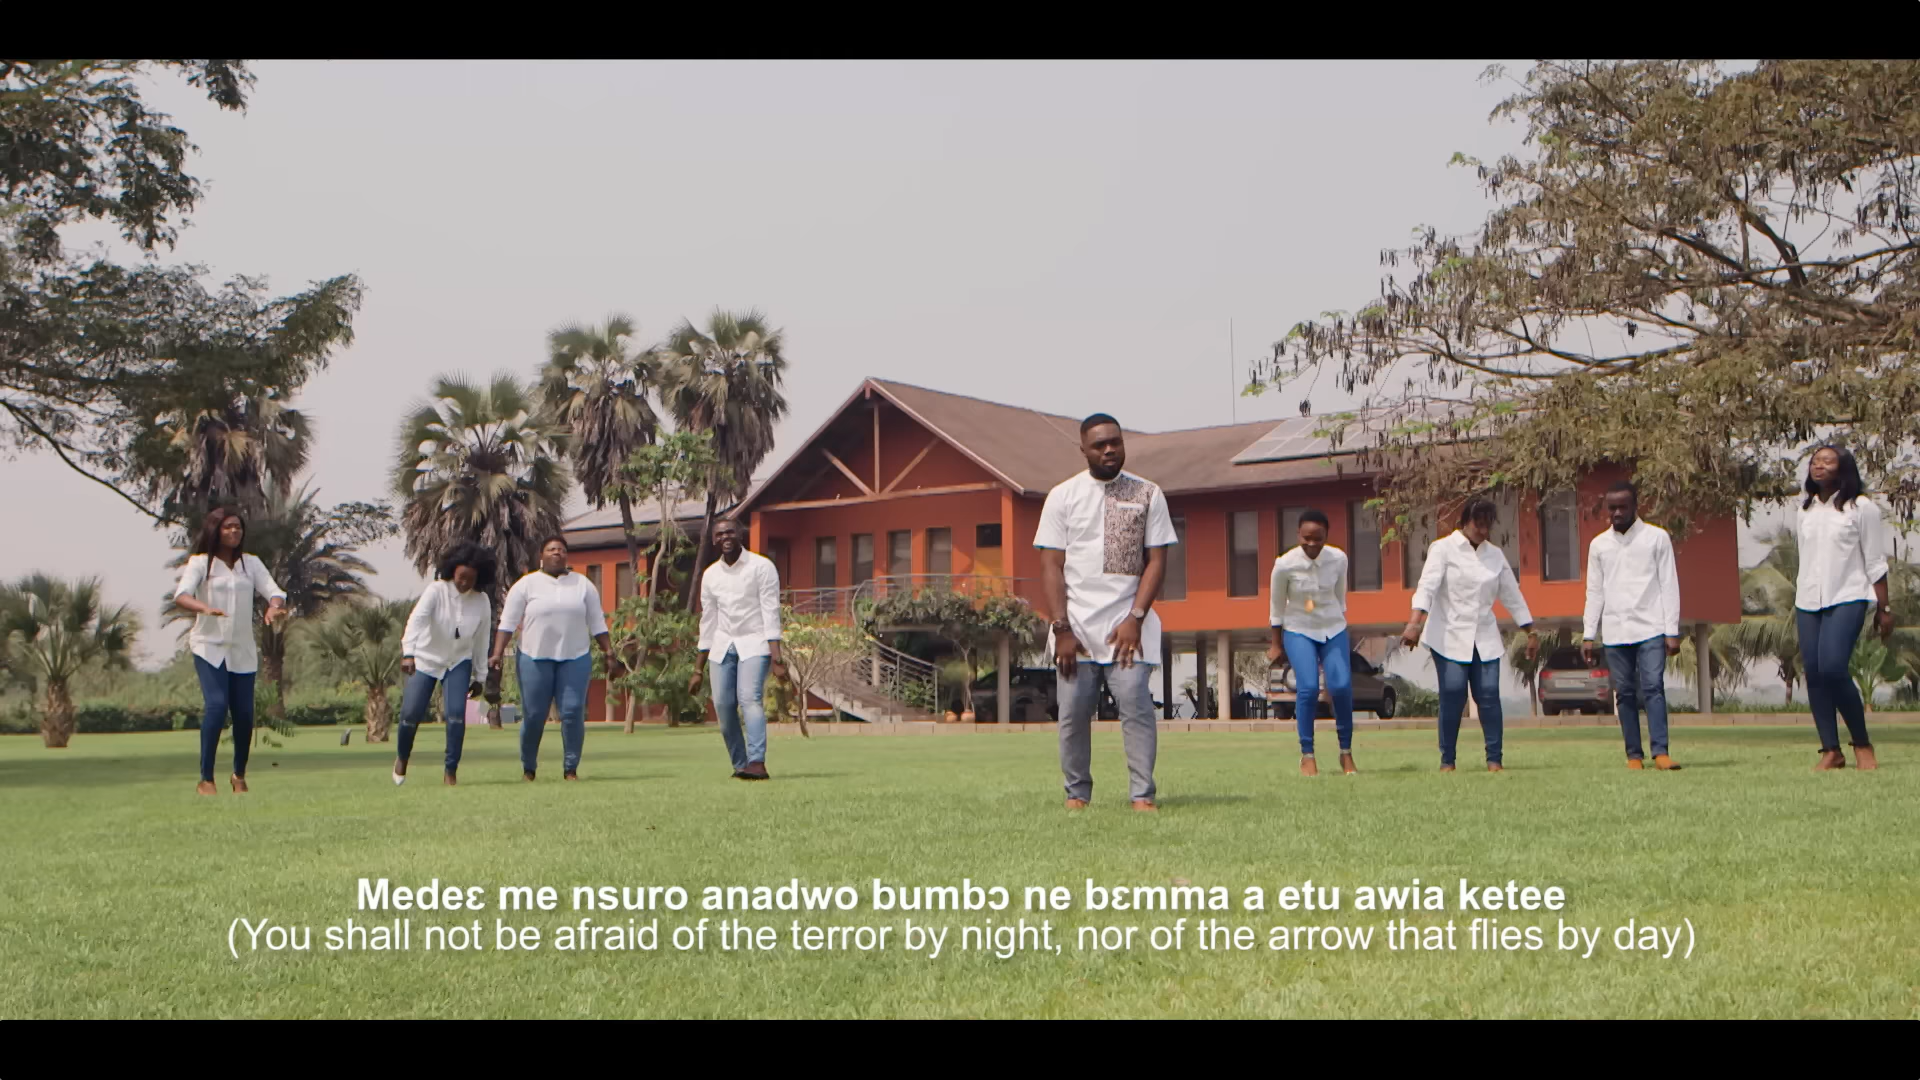 Medeɛ me nsuro anadwo bumbɔ ne bɛmma a etu awia ketee
(You shall not be afraid of the terror by night, nor of the arrow that flies by day)